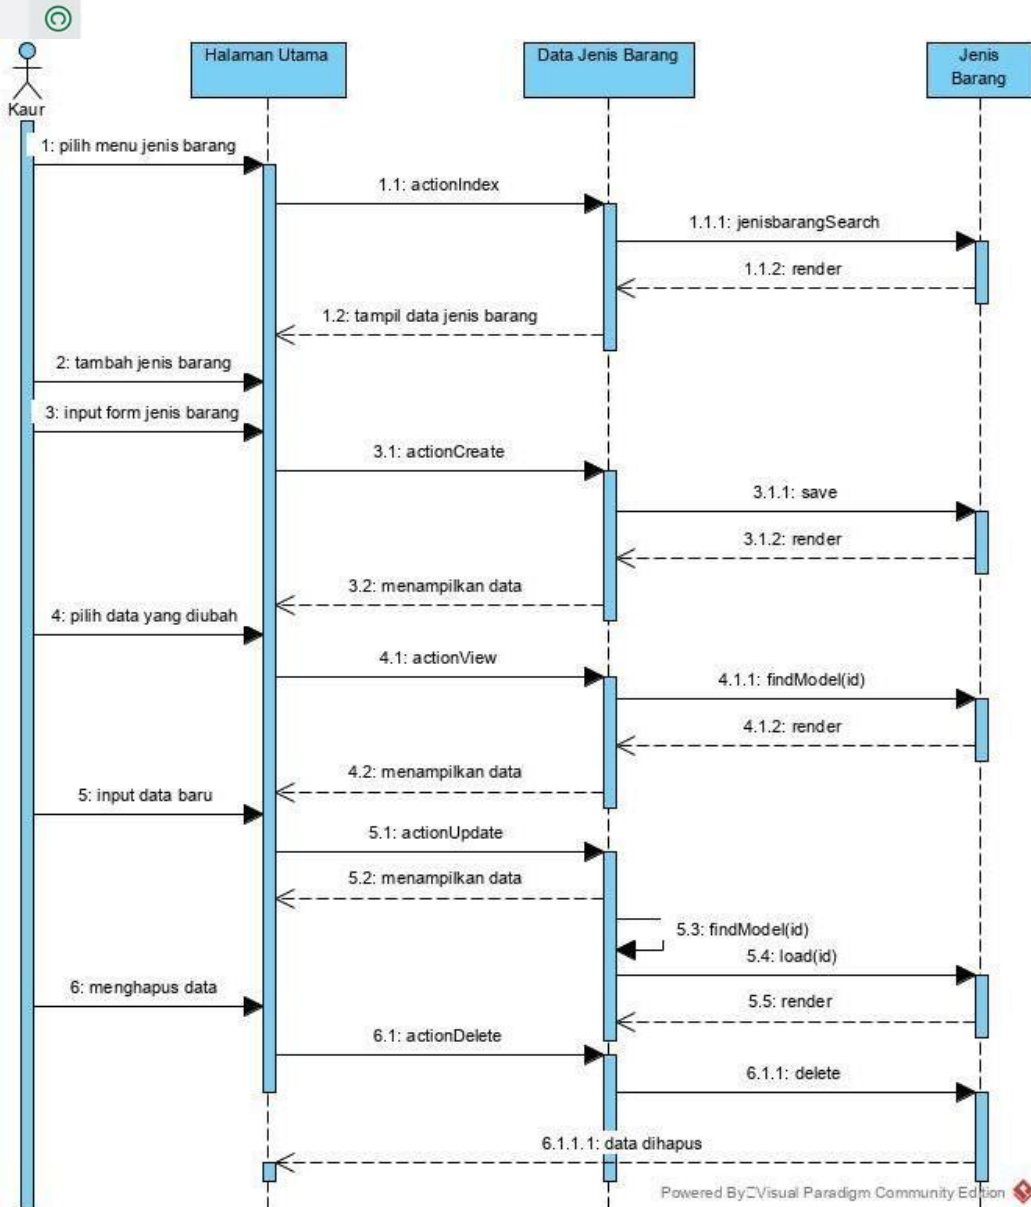 ©
Halaman Utama
Data Jenis Barang
Jenis
Barang
Kaur
1: pilih menu jenis barang
1.1: actionIndex
1.1.1: jenisbarangSearch
1.1.2: render
1.2: tampil data jenis barang
2: tambah jenis barang
3: input form jenis barang
3.1: actionCreate
3.1.1: save
3.1.2: render
3.2: menampilkan data
4: pilih data yang diubah
4.1: actionView
4.1.1: findModel(id)
4.1.2: render
4.2: menampilkan data
5: input data baru
5.1: actionUpdate
5.2: menampilkan data
5.3: findModel(id)
5.4: load(id)
5.5: render
6: menghapus data
6.1: actionDelete
6.1.1: delete
6.1.1.1: data dihapus
Powered By Visual Paradigm Community Edition